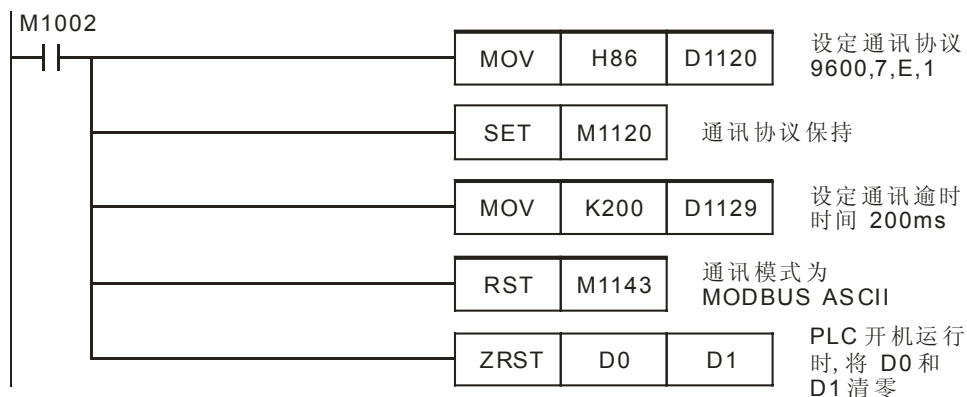 M1002
MOV H86 D1120 设定通讯协议
9600,7,E,1
SET M1120 通讯协议保持
MOV K200 D1129 设定通讯逾时
时间 200ms
RST M1143 通讯模式为
MODBUS ASCII
ZRST D0 D1 PLC 开机运行
时,将 D0 和
D1 清零